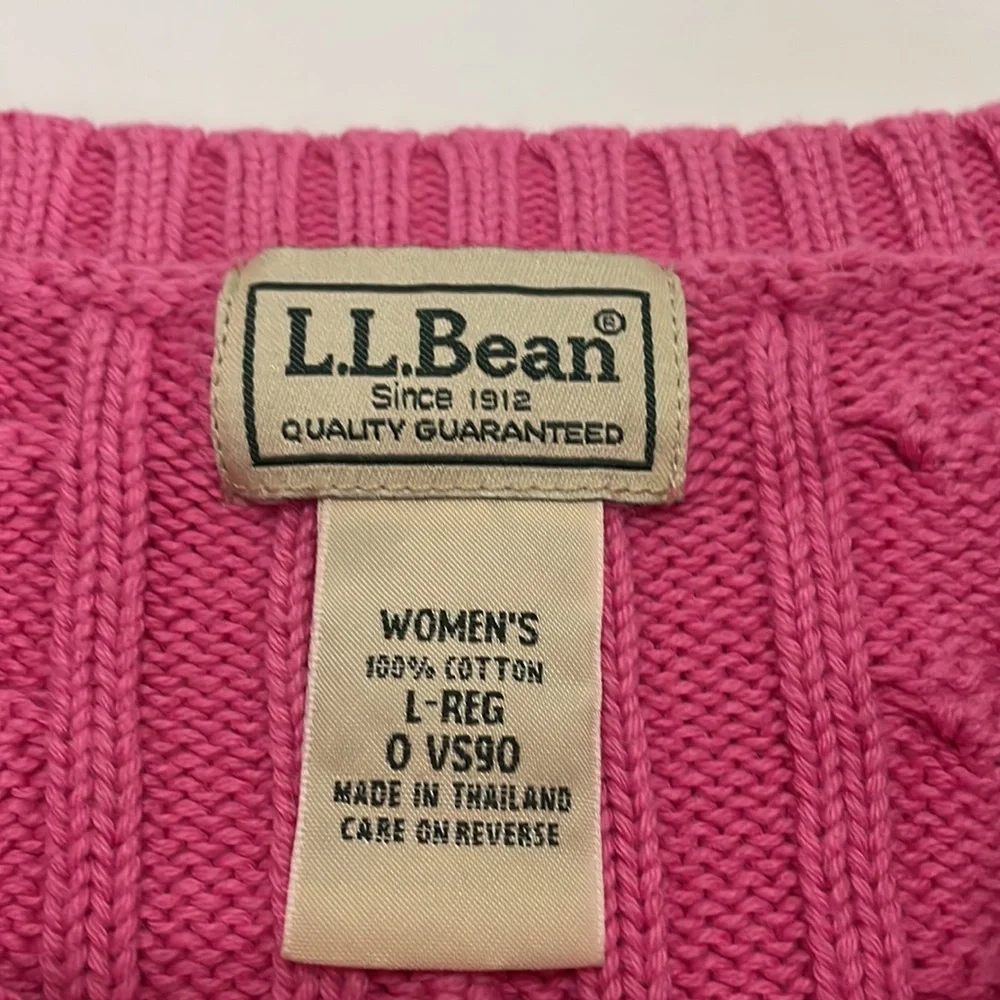 L.L.Bean®
Since 1912
QUALITY GUARANTEED
WOMEN'S
100% COTTON
L-REG
0 VS90
MADE IN THAILAND
CARE ON REVERSE